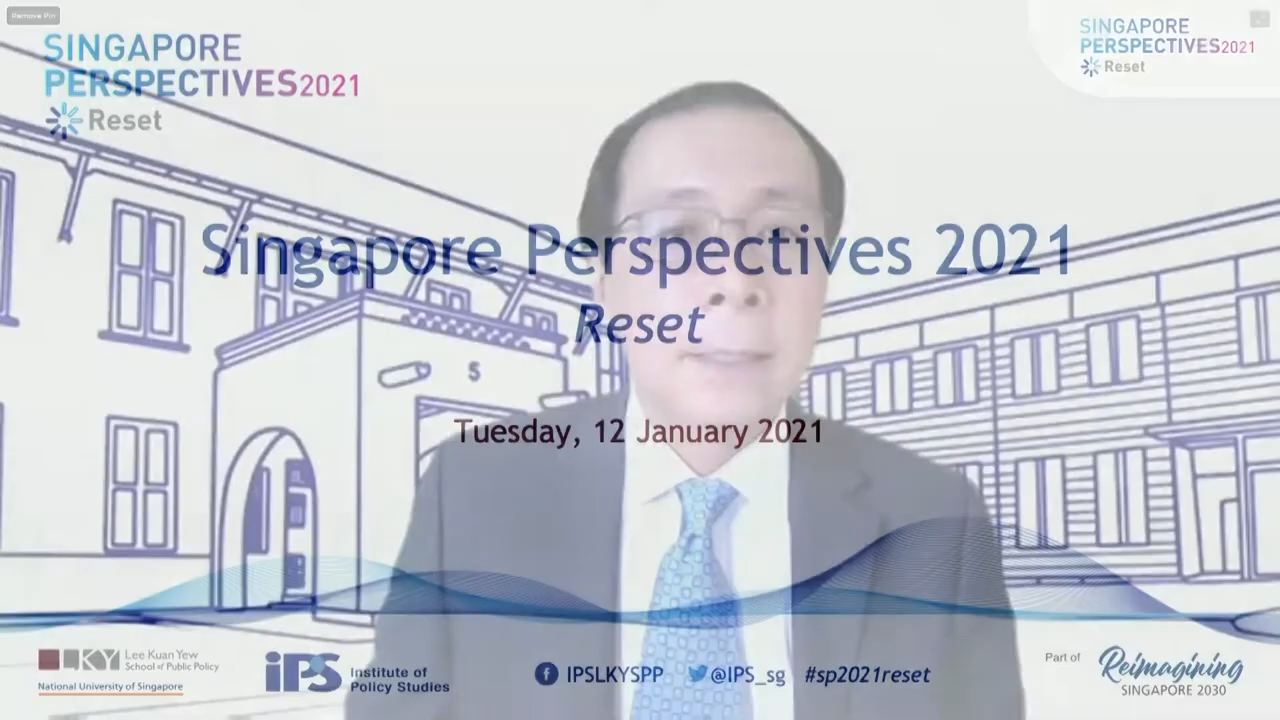 Remove Pin
SINGAPORE
PERSPECTIVES2021
Reset
SINGAPORE
PERSPECTIVES2021
Reset
Singapore Perspectives 2021
Reset
5
Tuesday, 12 January 2021
LKY Lee Kuan Yew
School of Public Policy
National University of Singapore
iPS Institute of
Policy Studies
IPSLKYSPP @IPS_sg #sp2021reset
Part of Reimagining
SINGAPORE 2030